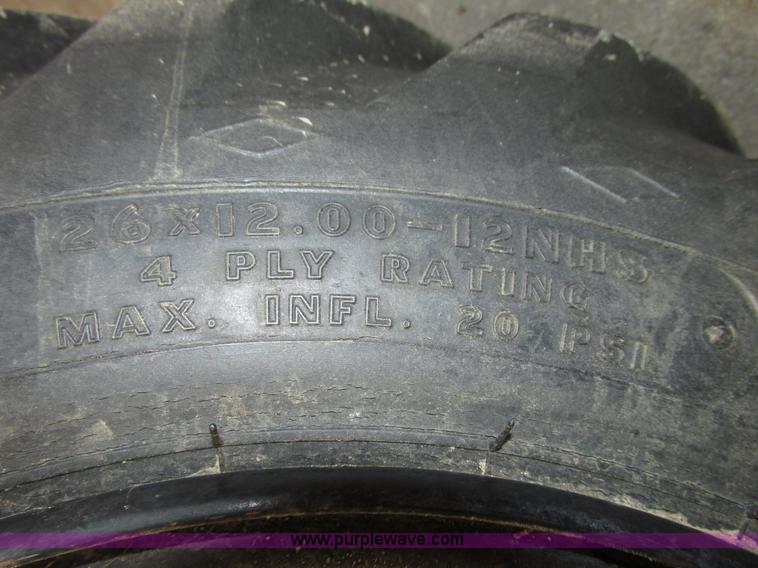 26x12.00-12NHS
4 PLY RATING
MAX. INFL. 20 PSI.
www.purplewave.com